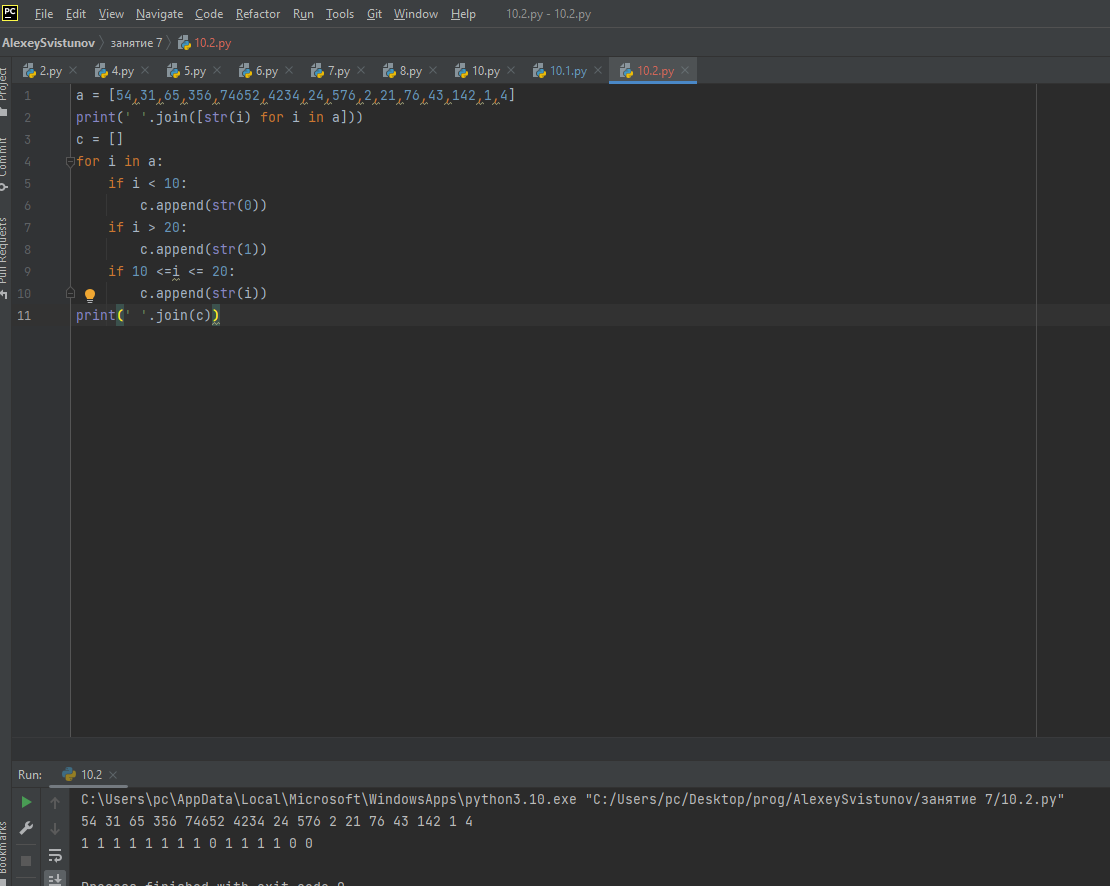 PC File Edit View Navigate Code Refactor Run Tools Git Window Help 10.2.py - 10.2.py
AlexeySvistunov занятие 7 10.2.py
2.py 4.py 5.py 6.py 7.py 8.py 10.py 10.1.py 10.2.py
Project
Commit
Pull Requests
1 a = [54,31,65,356,74652,4234,24,576,2,21,76,43,142,1,4]
2 print(' '.join([str(i) for i in a]))
3 c = []
4 for i in a:
5 if i < 10:
6 c.append(str(0))
7 if i > 20:
8 c.append(str(1))
9 if 10 <=i <= 20:
10 c.append(str(i))
11 print(' '.join(c))
Run: 10.2
C:\Users\pc\AppData\Local\Microsoft\WindowsApps\python3.10.exe "C:/Users/pc/Desktop/prog/AlexeySvistunov/занятие 7/10.2.py"
54 31 65 356 74652 4234 24 576 2 21 76 43 142 1 4
1 1 1 1 1 1 1 1 0 1 1 1 1 0 0
Process finished with exit code 0
Bookmarks